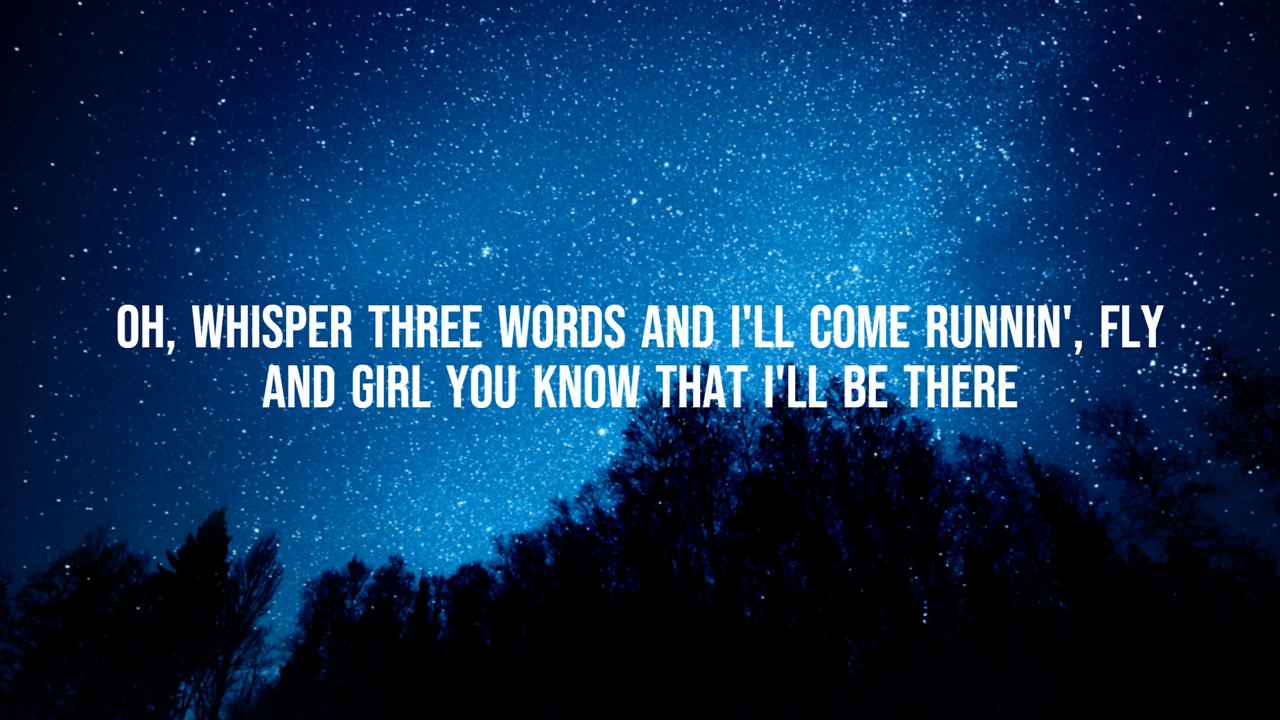 OH, WHISPER THREE WORDS AND I'LL COME RUNNIN', FLY
AND GIRL YOU KNOW THAT I'LL BE THERE